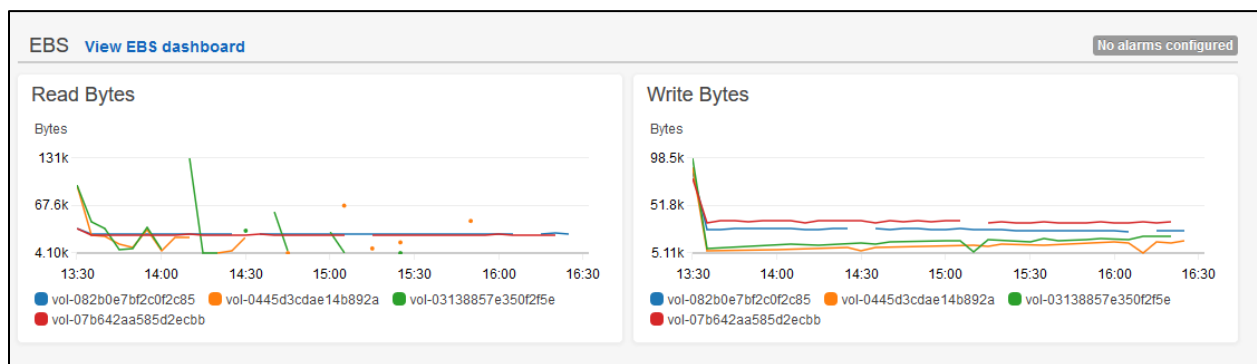 EBS View EBS dashboard No alarms configured
Read Bytes
Bytes
131k
67.6k
4.10k
13:30 14:00 14:30 15:00 15:30 16:00 16:30
vol-082b0e7bf2c0f2c85 vol-0445d3cdae14b892a vol-03138857e350f2f5e
vol-07b642aa585d2ecbb
Write Bytes
Bytes
98.5k
51.8k
5.11k
13:30 14:00 14:30 15:00 15:30 16:00 16:30
vol-082b0e7bf2c0f2c85 vol-0445d3cdae14b892a vol-03138857e350f2f5e
vol-07b642aa585d2ecbb